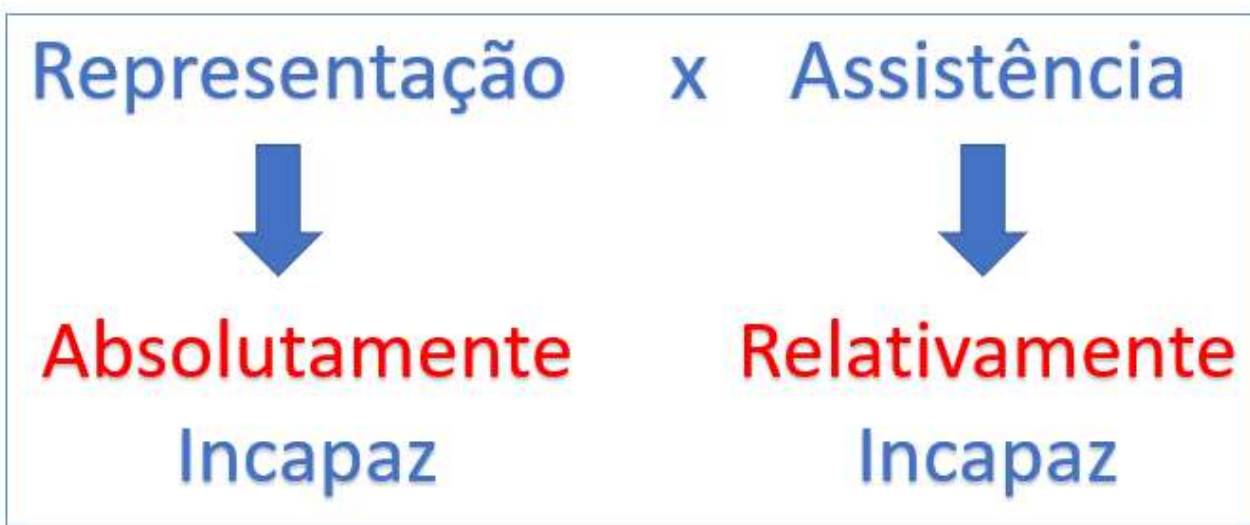 Representação x Assistência
Absolutamente Relativamente
Incapaz Incapaz